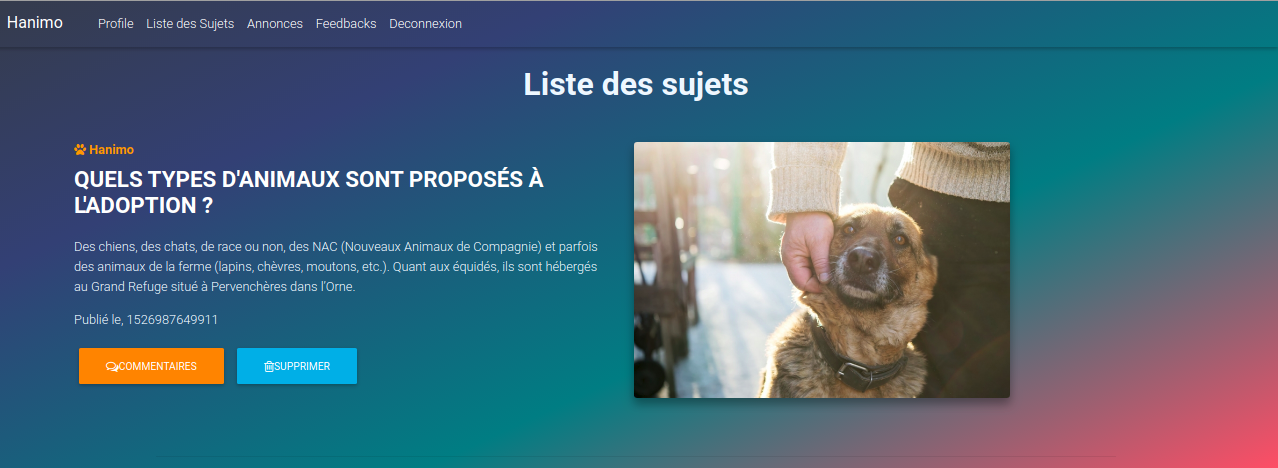 Hanimo Profile Liste des Sujets Annonces Feedbacks Deconnexion
Liste des sujets
Hanimo
QUELS TYPES D'ANIMAUX SONT PROPOSÉS À
L'ADOPTION ?
Des chiens, des chats, de race ou non, des NAC (Nouveaux Animaux de Compagnie) et parfois
des animaux de la ferme (lapins, chèvres, moutons, etc.). Quant aux équidés, ils sont hébergés
au Grand Refuge situé à Pervenchères dans l'Orne.
Publié le, 1526987649911
COMMENTAIRES SUPPRIMER